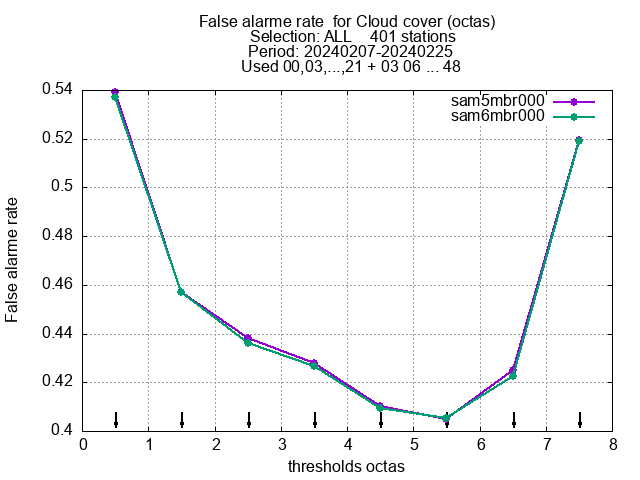 False alarme rate  for Cloud cover (octas)
Selection: ALL    401 stations
Period: 20240207-20240225
Used 00,03,...,21 + 03 06 ... 48
sam5mbr000
sam6mbr000
0.54
0.52
0.5
0.48
0.46
0.44
0.42
0.4
False alarme rate
0 1 2 3 4 5 6 7 8
thresholds octas